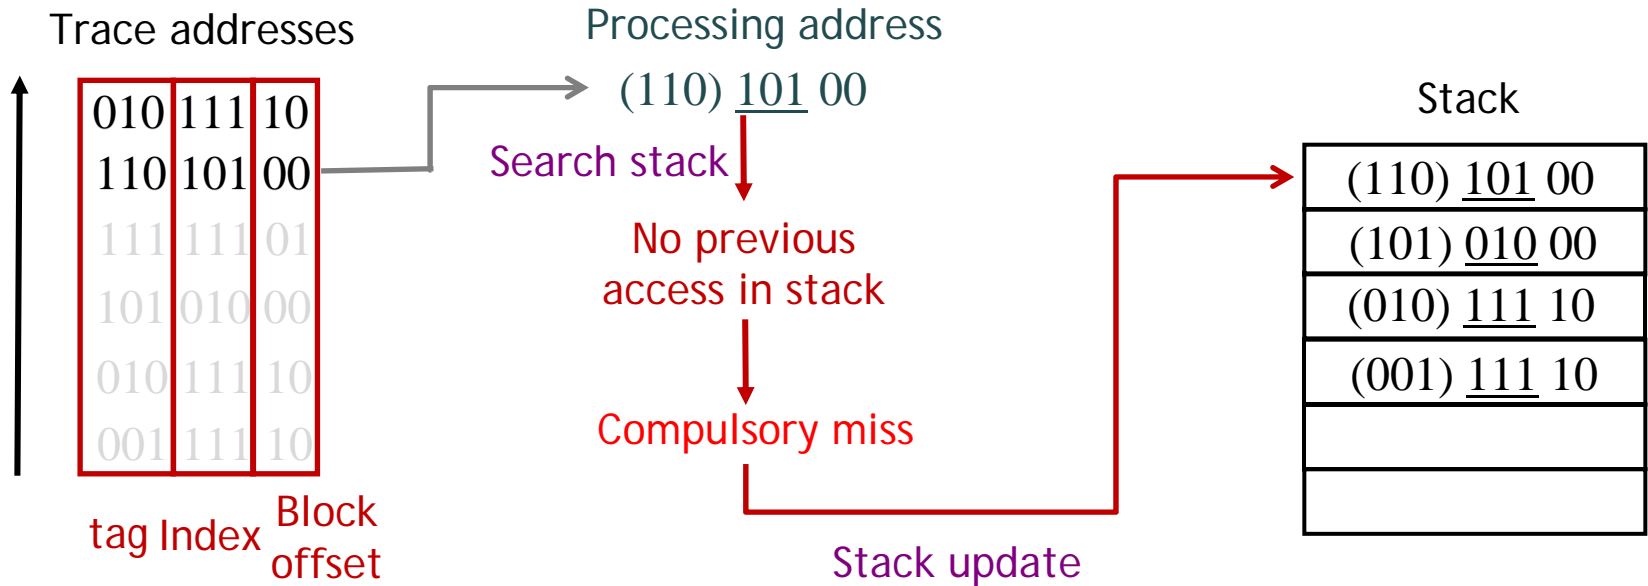 Trace addresses
010 111 10
110 101 00
111 111 01
101 010 00
010 111 10
001 111 10
tag Index Block offset
Processing address
(110) 101 00
Search stack
No previous
access in stack
Compulsory miss
Stack update
Stack
(110) 101 00
(101) 010 00
(010) 111 10
(001) 111 10